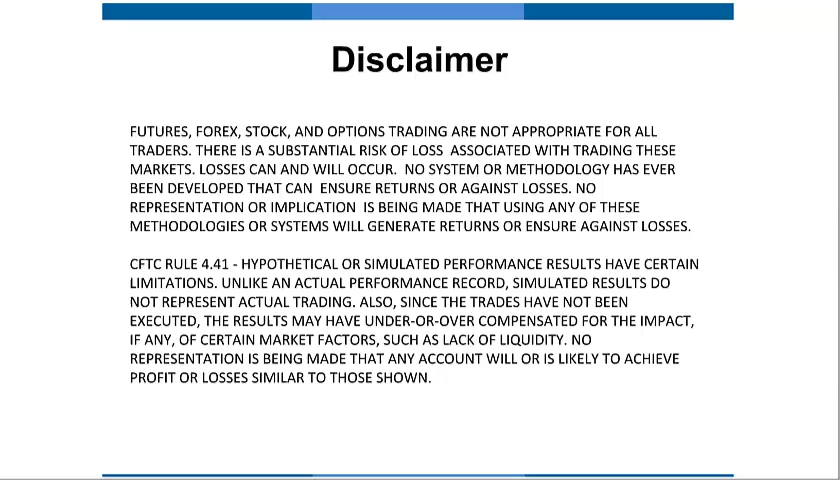 Disclaimer
FUTURES, FOREX, STOCK, AND OPTIONS TRADING ARE NOT APPROPRIATE FOR ALL
TRADERS. THERE IS A SUBSTANTIAL RISK OF LOSS ASSOCIATED WITH TRADING THESE
MARKETS. LOSSES CAN AND WILL OCCUR. NO SYSTEM OR METHODOLOGY HAS EVER
BEEN DEVELOPED THAT CAN ENSURE RETURNS OR AGAINST LOSSES. NO
REPRESENTATION OR IMPLICATION IS BEING MADE THAT USING ANY OF THESE
METHODOLOGIES OR SYSTEMS WILL GENERATE RETURNS OR ENSURE AGAINST LOSSES.
CFTC RULE 4.41 - HYPOTHETICAL OR SIMULATED PERFORMANCE RESULTS HAVE CERTAIN
LIMITATIONS. UNLIKE AN ACTUAL PERFORMANCE RECORD, SIMULATED RESULTS DO
NOT REPRESENT ACTUAL TRADING. ALSO, SINCE THE TRADES HAVE NOT BEEN
EXECUTED, THE RESULTS MAY HAVE UNDER-OR-OVER COMPENSATED FOR THE IMPACT,
IF ANY, OF CERTAIN MARKET FACTORS, SUCH AS LACK OF LIQUIDITY. NO
REPRESENTATION IS BEING MADE THAT ANY ACCOUNT WILL OR IS LIKELY TO ACHIEVE
PROFIT OR LOSSES SIMILAR TO THOSE SHOWN.